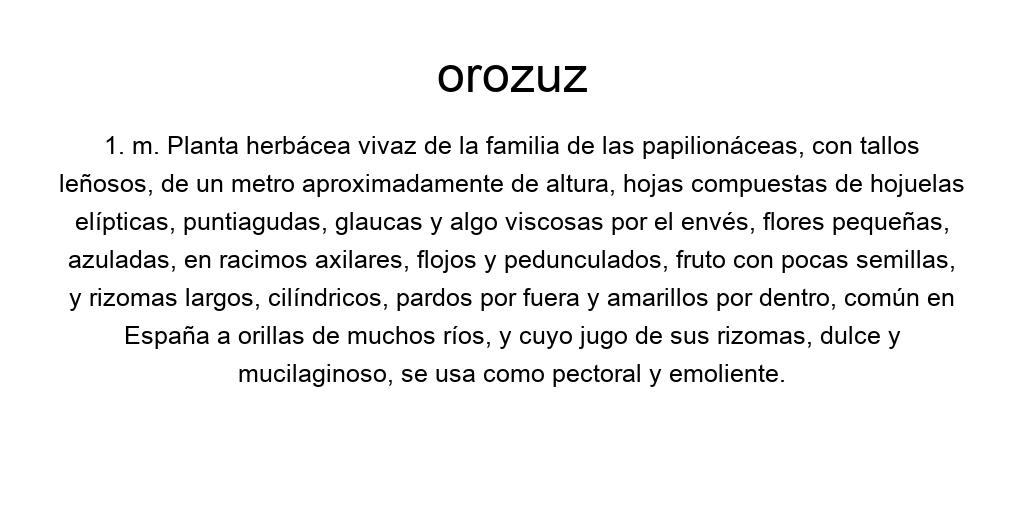 orozuz
1. m. Planta herbácea vivaz de la familia de las papilionáceas, con tallos
leñosos, de un metro aproximadamente de altura, hojas compuestas de hojuelas
elípticas, puntiagudas, glaucas y algo viscosas por el envés, flores pequeñas,
azuladas, en racimos axilares, flojos y pedunculados, fruto con pocas semillas,
y rizomas largos, cilíndricos, pardos por fuera y amarillos por dentro, común en
España a orillas de muchos ríos, y cuyo jugo de sus rizomas, dulce y
mucilaginoso, se usa como pectoral y emoliente.